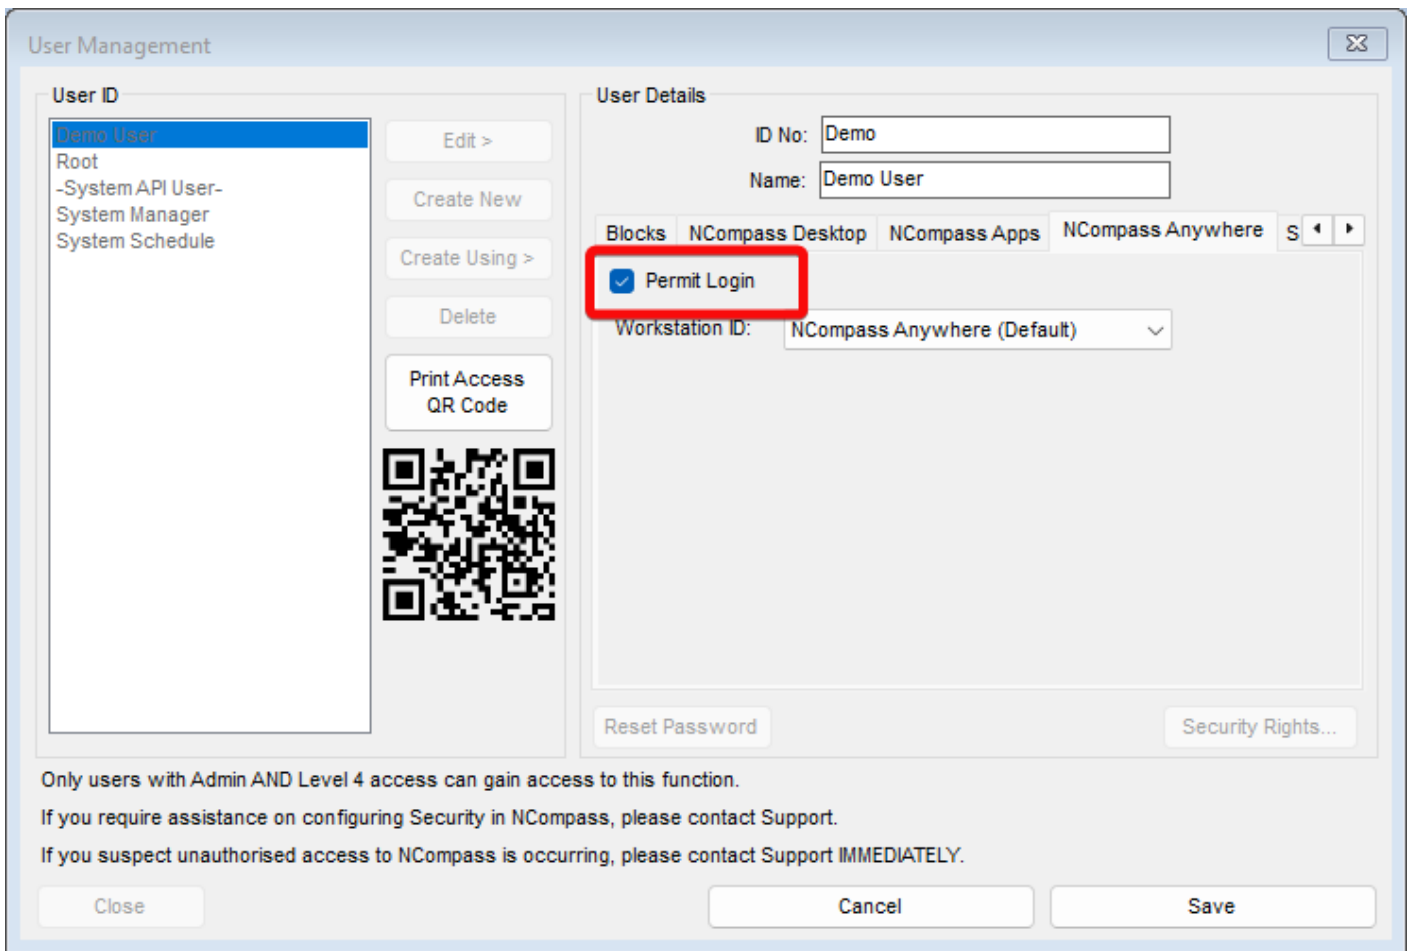 User Management
User ID
Demo User
Root
-System API User-
System Manager
System Schedule
Edit >
Create New
Create Using >
Delete
Print Access
QR Code
User Details
ID No: Demo
Name: Demo User
Blocks NCompass Desktop NCompass Apps NCompass Anywhere S
Permit Login
Workstation ID: NCompass Anywhere (Default)
Reset Password Security Rights...
Only users with Admin AND Level 4 access can gain access to this function.
If you require assistance on configuring Security in NCompass, please contact Support.
If you suspect unauthorised access to NCompass is occurring, please contact Support IMMEDIATELY.
Close Cancel Save